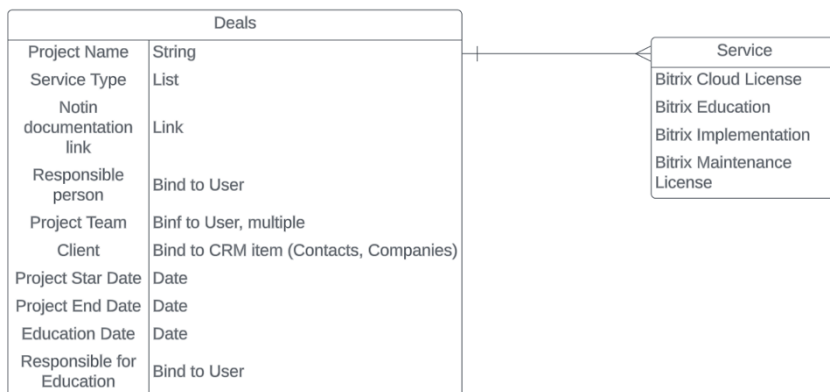 Deals
Project Name String
Service Type List
Notin
documentation
link
Link
Responsible
person
Bind to User
Project Team Binf to User, multiple
Client Bind to CRM item (Contacts, Companies)
Project Star Date Date
Project End Date Date
Education Date Date
Responsible for
Education
Bind to User
Service
Bitrix Cloud License
Bitrix Education
Bitrix Implementation
Bitrix Maintenance
License